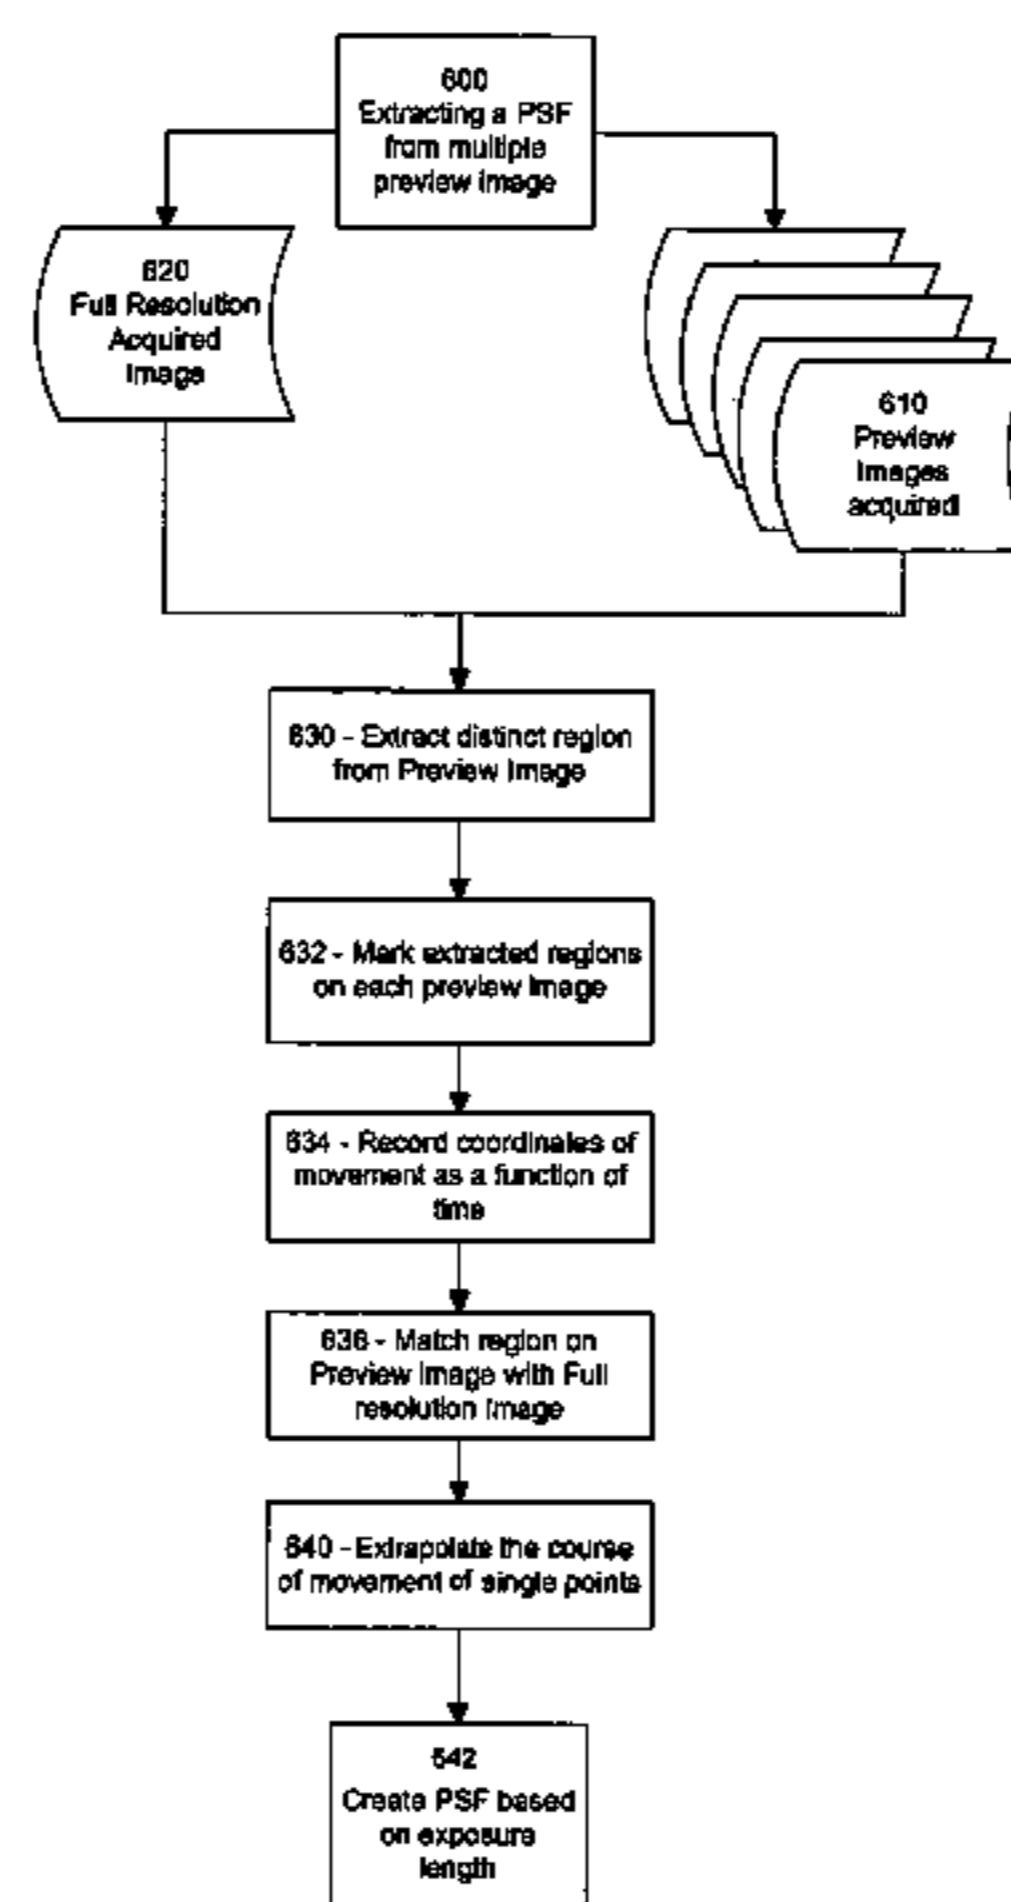 600
Extracting a PSF
from multiple
preview image
620
Full Resolution
Acquired
Image
610
Preview
Images
acquired
630 - Extract distinct region
from Preview Image
632 - Mark extracted regions
on each preview image
634 - Record coordinates of
movement as a function of
time
636 - Match region on
Preview image with Full
resolution Image
640 - Extrapolate the course
of movement of single points
642
Create PSF based
on exposure
length